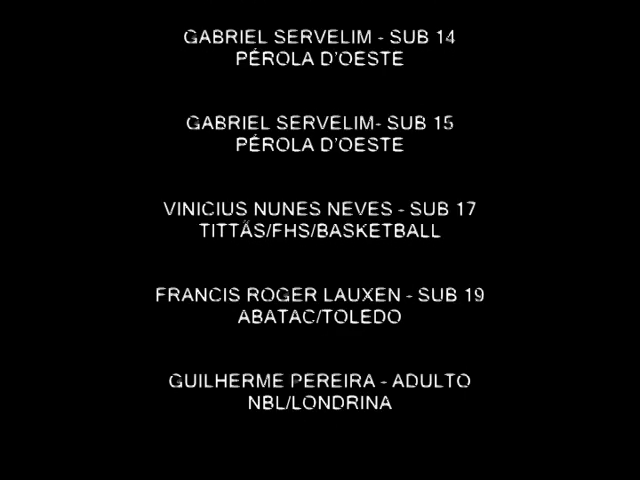 GABRIEL SERVELIM - SUB 14
PÉROLA D'OESTE
GABRIEL SERVELIM- SUB 15
PÉROLA D'OESTE
VINICIUS NUNES NEVES - SUB 17
TITTÃS/FHS/BASKETBALL
FRANCIS ROGER LAUXEN - SUB 19
ABATAC/TOLEDO
GUILHERME PEREIRA - ADULTO
NBL/LONDRINA